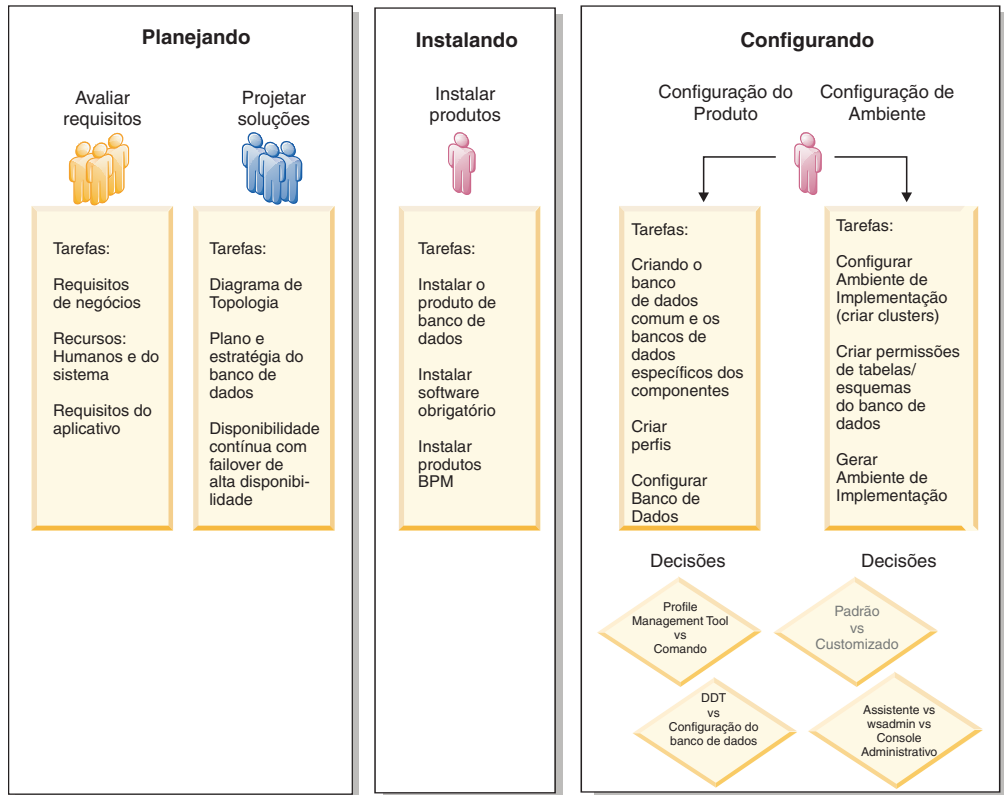 Planejando
Avaliar
requisitos
Projetar
soluções
Tarefas:
Requisitos
de negócios
Recursos:
Humanos e do
sistema
Requisitos do
aplicativo
Tarefas:
Diagrama de
Topologia
Plano e
estratégia do
banco de
dados
Disponibilidade
contínua com
failover de
alta disponibi-
lidade
Instalando
Instalar
produtos
Tarefas:
Instalar o
produto de
banco de
dados
Instalar
software
obrigatório
Instalar
produtos
BPM
Configurando
Configuração do
Produto
Configuração de
Ambiente
Tarefas:
Criando o
banco
de dados
comum e os
bancos de
dados
específicos dos
componentes
Criar
perfis
Configurar
Banco de
Dados
Tarefas:
Configurar
Ambiente de
Implementação
(criar clusters)
Criar permissões
de tabelas/
esquemas
do banco de
dados
Gerar
Ambiente de
Implementação
Decisões
Profile
Management Tool
vs
Comando
DDT
vs
Configuração do
banco de dados
Decisões
Padrão
vs
Customizado
Assistente vs
wsadmin vs
Console
Administrativo